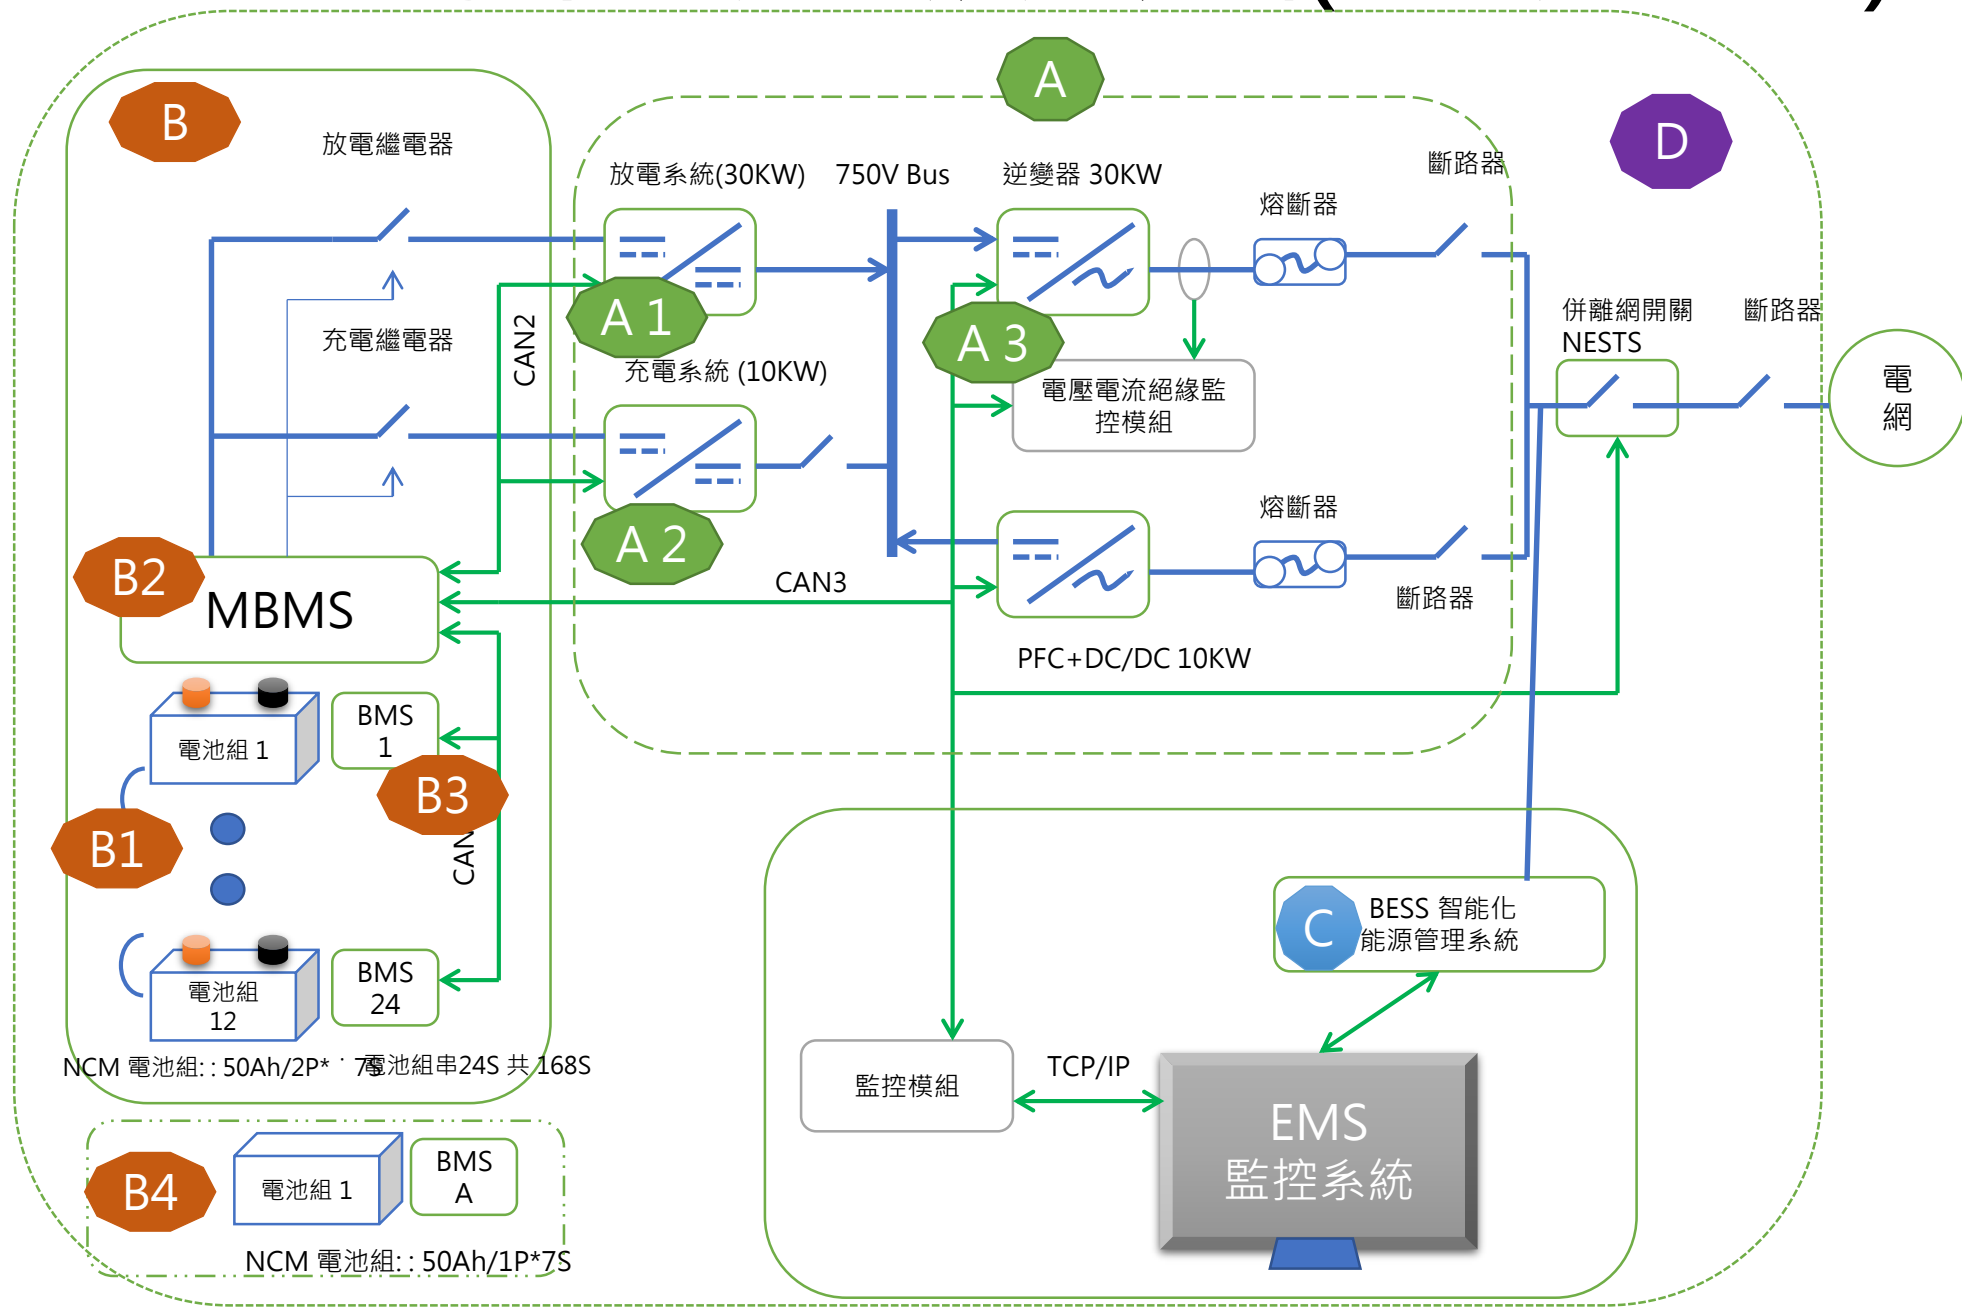 A
B
D
放電繼電器
放電系統(30KW)
750V Bus
逆變器 30KW
斷路器
熔斷器
A 1
CAN2
充電繼電器
充電系統 (10KW)
A 3
電壓電流絕緣監
控模組
併離網開關
NESTS
斷路器
電
網
A 2
熔斷器
斷路器
B2
MBMS
CAN3
PFC+DC/DC 10KW
電池組 1
BMS
1
B3
B1
CAN
電池組
12
BMS
24
NCM 電池組: : 50Ah/2P* 7S
電池組串24S 共 168S
C
BESS 智能化
能源管理系統
監控模組
TCP/IP
EMS
監控系統
B4
電池組 1
BMS
A
NCM 電池組: : 50Ah/1P*7S